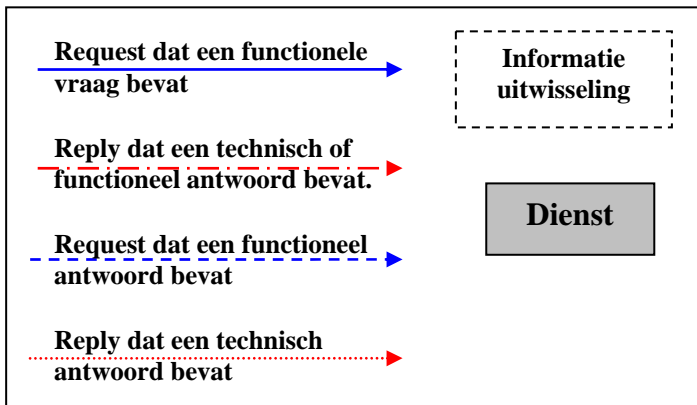 Request dat een functionele
vraag bevat
Reply dat een technisch of
functioneel antwoord bevat.
Request dat een functioneel
antwoord bevat
Reply dat een technisch
antwoord bevat
Informatie
uitwisseling
Dienst